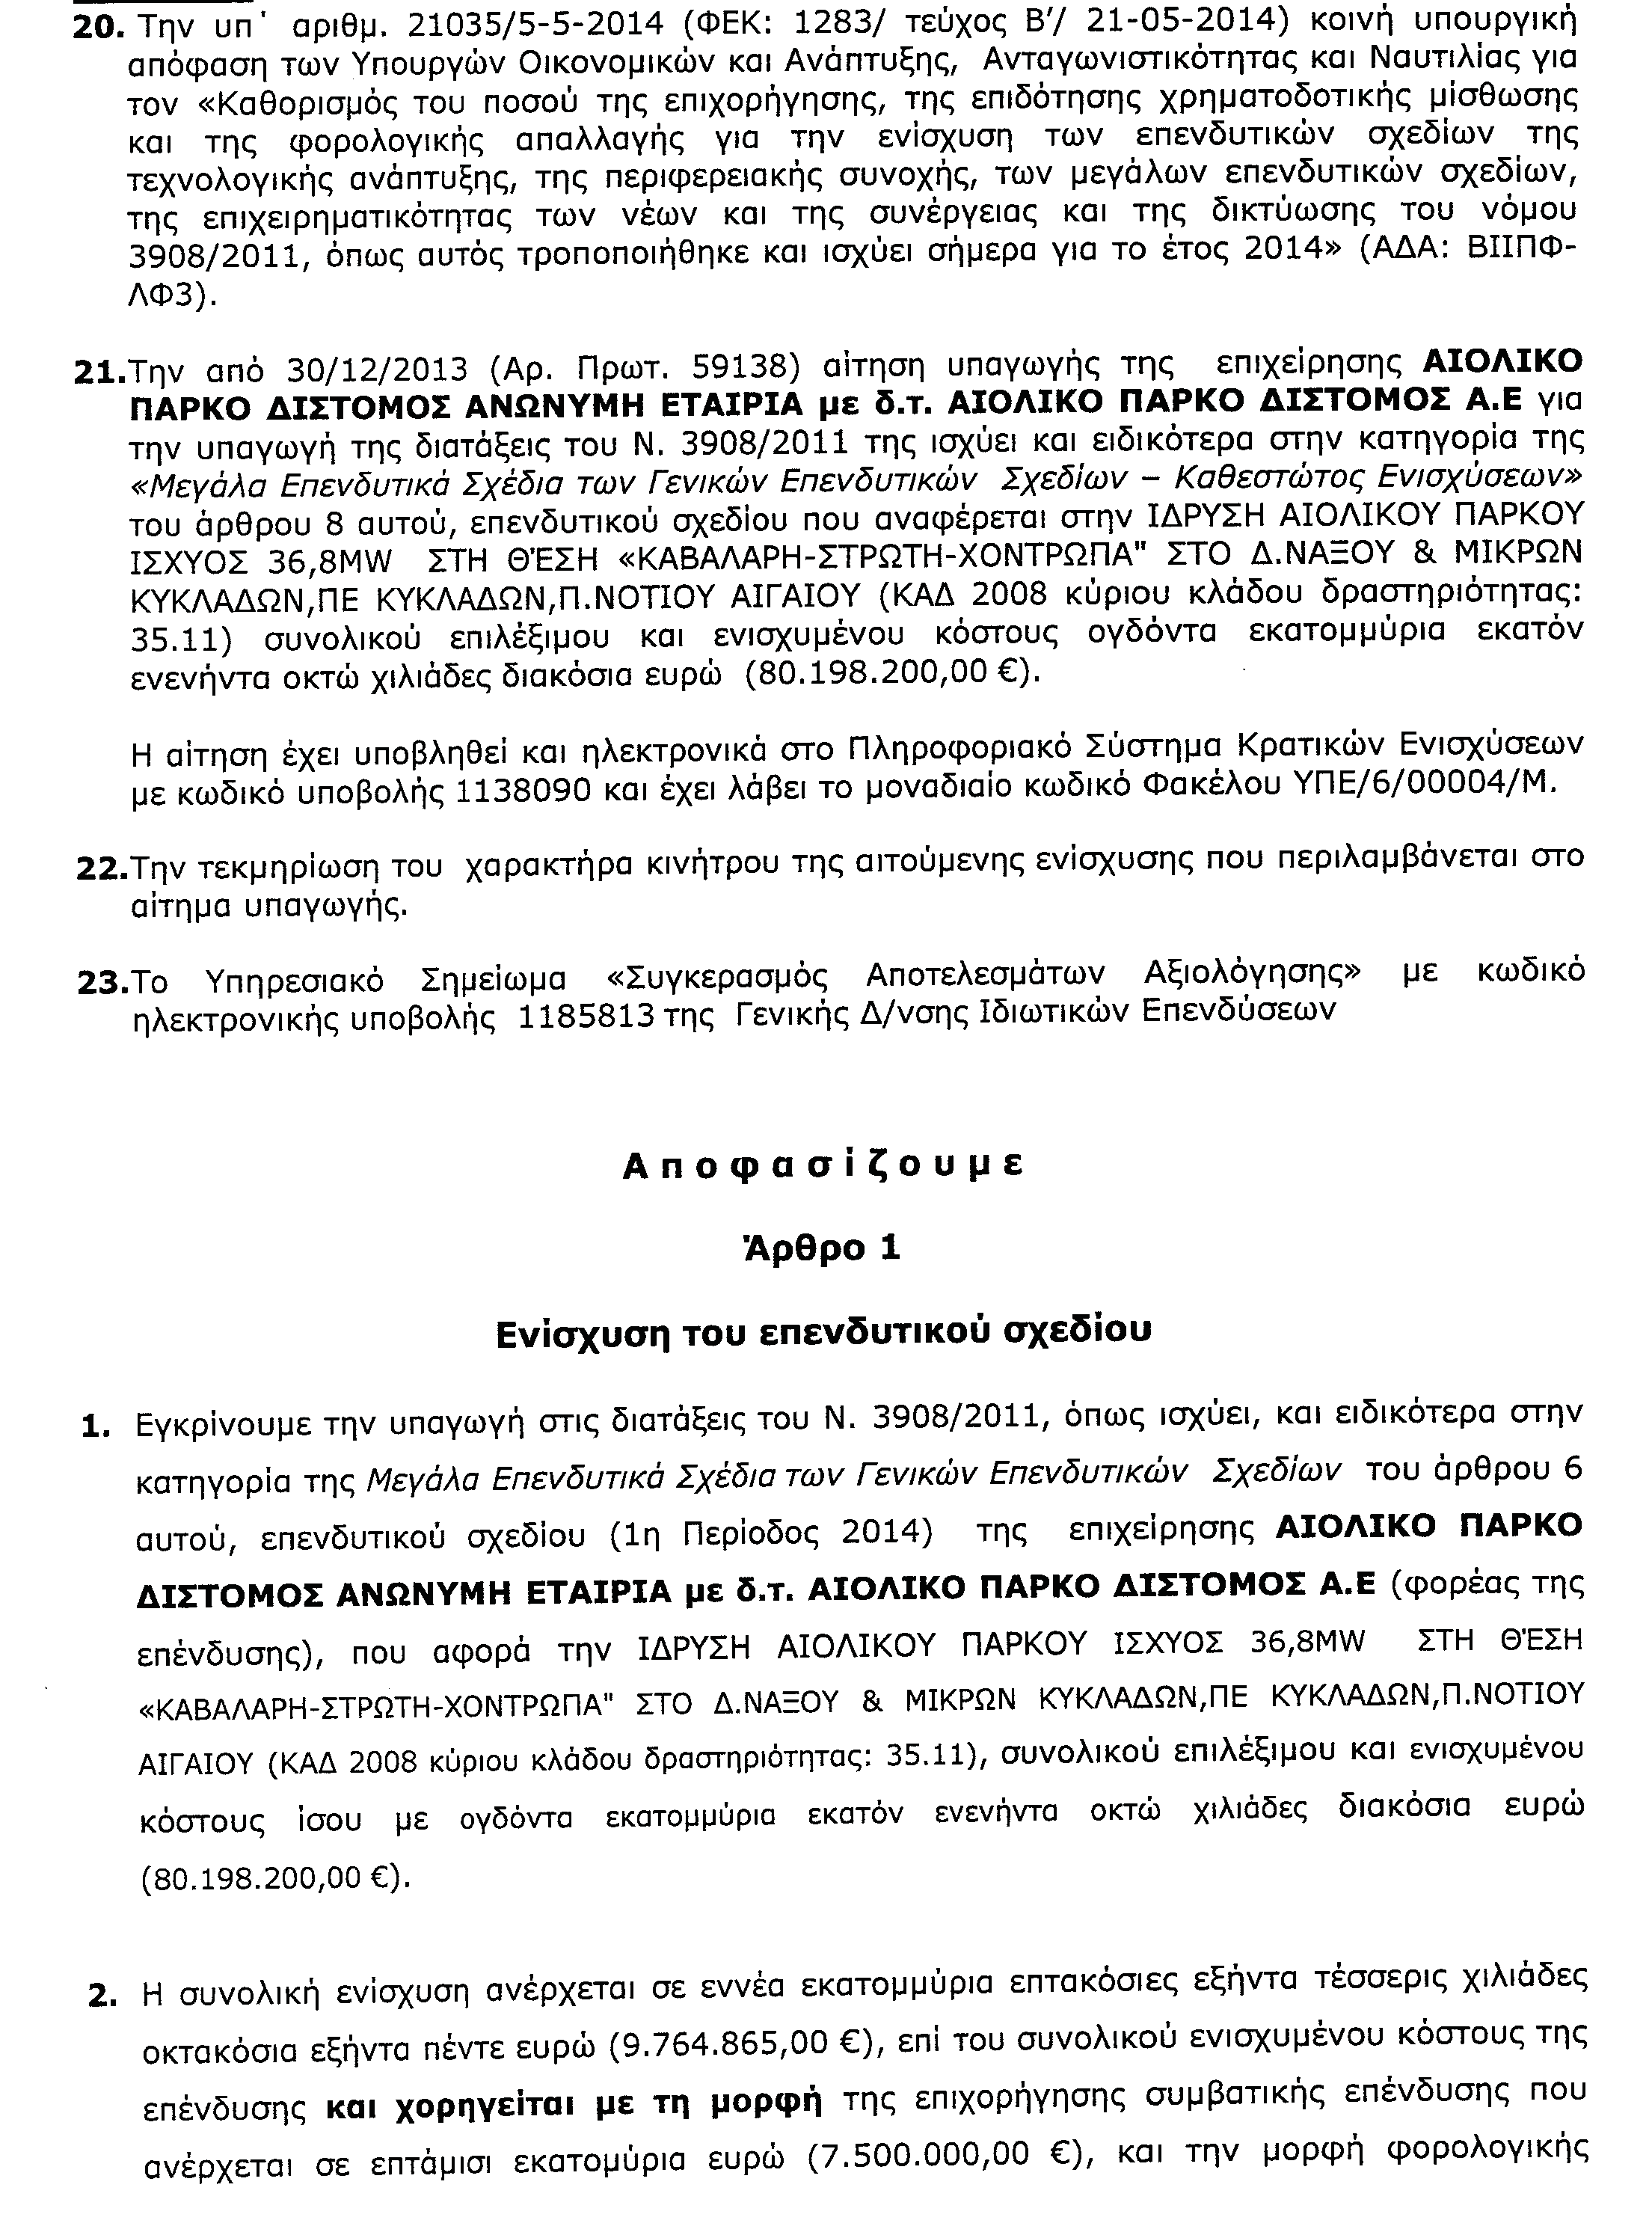 20. Την υπ΄ αριθμ. 21035/5-5-2014 (ΦΕΚ: 1283/ τεύχος Β’/ 21-05-2014) κοινή υπουργική
απόφαση των Υπουργών Οικονομικών και Ανάπτυξης, Ανταγωνιστικότητας και Ναυτιλίας για
τον «Καθορισμός του ποσού της επιχορήγησης, της επιδότησης χρηματοδοτικής μίσθωσης
και της φορολογικής απαλλαγής για την ενίσχυση των επενδυτικών σχεδίων της
τεχνολογικής ανάπτυξης, της περιφερειακής συνοχής, των μεγάλων επενδυτικών σχεδίων,
της επιχειρηματικότητας των νέων και της συνέργειας και της δικτύωσης του νόμου
3908/2011, όπως αυτός τροποποιήθηκε και ισχύει σήμερα για το έτος 2014» (ΑΔΑ: ΒΙΙΠΦ-
ΛΦ3).
21.Την από 30/12/2013 (Αρ. Πρωτ. 59138) αίτηση υπαγωγής της επιχείρησης ΑΙΟΛΙΚΟ
ΠΑΡΚΟ ΔΙΣΤΟΜΟΣ ΑΝΩΝΥΜΗ ΕΤΑΙΡΙΑ με δ.τ. ΑΙΟΛΙΚΟ ΠΑΡΚΟ ΔΙΣΤΟΜΟΣ Α.Ε για
την υπαγωγή της διατάξεις του Ν. 3908/2011 της ισχύει και ειδικότερα στην κατηγορία της
«Μεγάλα Επενδυτικά Σχέδια των Γενικών Επενδυτικών Σχεδίων – Καθεστώτος Ενισχύσεων»
του άρθρου 8 αυτού, επενδυτικού σχεδίου που αναφέρεται στην ΙΔΡΥΣΗ ΑΙΟΛΙΚΟΥ ΠΑΡΚΟΥ
ΙΣΧΥΟΣ 36,8MW ΣΤΗ Θ'ΕΣΗ «ΚΑΒΑΛΑΡΗ-ΣΤΡΩΤΗ-ΧΟΝΤΡΩΠΑ" ΣΤΟ Δ.ΝΑΞΟΥ & ΜΙΚΡΩΝ
ΚΥΚΛΑΔΩΝ,ΠΕ ΚΥΚΛΑΔΩΝ,Π.ΝΟΤΙΟΥ ΑΙΓΑΙΟΥ (ΚΑΔ 2008 κύριου κλάδου δραστηριότητας:
35.11) συνολικού επιλέξιμου και ενισχυμένου κόστους ογδόντα εκατομμύρια εκατόν
ενενήντα οκτώ χιλιάδες διακόσια ευρώ (80.198.200,00 €).
Η αίτηση έχει υποβληθεί και ηλεκτρονικά στο Πληροφοριακό Σύστημα Κρατικών Ενισχύσεων
με κωδικό υποβολής 1138090 και έχει λάβει το μοναδιαίο κωδικό Φακέλου ΥΠΕ/6/00004/Μ.
22.Την τεκμηρίωση του χαρακτήρα κινήτρου της αιτούμενης ενίσχυσης που περιλαμβάνεται στο
αίτημα υπαγωγής.
23.Το Υπηρεσιακό Σημείωμα «Συγκερασμός Αποτελεσμάτων Αξιολόγησης» με κωδικό
ηλεκτρονικής υποβολής 1185813 της Γενικής Δ/νσης Ιδιωτικών Επενδύσεων
Α π ο φ α σ ί ζ ο υ μ ε
Άρθρο 1
Ενίσχυση του επενδυτικού σχεδίου
1. Εγκρίνουμε την υπαγωγή στις διατάξεις του Ν. 3908/2011, όπως ισχύει, και ειδικότερα στην
κατηγορία της Μεγάλα Επενδυτικά Σχέδια των Γενικών Επενδυτικών Σχεδίων του άρθρου 6
αυτού, επενδυτικού σχεδίου (1η Περίοδος 2014) της επιχείρησης ΑΙΟΛΙΚΟ ΠΑΡΚΟ
ΔΙΣΤΟΜΟΣ ΑΝΩΝΥΜΗ ΕΤΑΙΡΙΑ με δ.τ. ΑΙΟΛΙΚΟ ΠΑΡΚΟ ΔΙΣΤΟΜΟΣ Α.Ε (φορέας της
επένδυσης), που αφορά την ΙΔΡΥΣΗ ΑΙΟΛΙΚΟΥ ΠΑΡΚΟΥ ΙΣΧΥΟΣ 36,8MW ΣΤΗ Θ'ΕΣΗ
«ΚΑΒΑΛΑΡΗ-ΣΤΡΩΤΗ-ΧΟΝΤΡΩΠΑ" ΣΤΟ Δ.ΝΑΞΟΥ & ΜΙΚΡΩΝ ΚΥΚΛΑΔΩΝ,ΠΕ ΚΥΚΛΑΔΩΝ,Π.ΝΟΤΙΟΥ
ΑΙΓΑΙΟΥ (ΚΑΔ 2008 κύριου κλάδου δραστηριότητας: 35.11), συνολικού επιλέξιμου και ενισχυμένου
κόστους ίσου με ογδόντα εκατομμύρια εκατόν ενενήντα οκτώ χιλιάδες διακόσια ευρώ
(80.198.200,00 €).
2. Η συνολική ενίσχυση ανέρχεται σε εννέα εκατομμύρια επτακόσιες εξήντα τέσσερις χιλιάδες
οκτακόσια εξήντα πέντε ευρώ (9.764.865,00 €), επί του συνολικού ενισχυμένου κόστους της
επένδυσης και χορηγείται με τη μορφή της επιχορήγησης συμβατικής επένδυσης που
ανέρχεται σε επτάμισι εκατομύρια ευρώ (7.500.000,00 €), και την μορφή φορολογικής